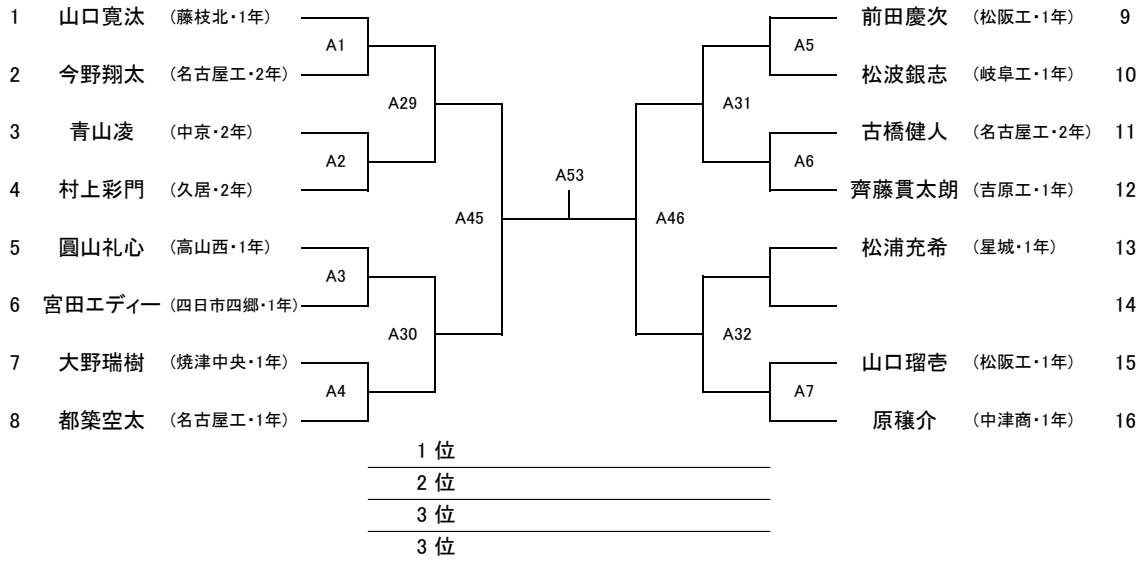 1 山口寛汰 （藤枝北・1年）
A1
2 今野翔太 （名古屋工・2年）
A29
3 青山凌 （中京・2年）
A2
4 村上彩門 （久居・2年）
A45
5 圓山礼心 （高山西・1年）
A3
6 宮田エディー （四日市四郷・1年）
A30
7 大野瑞樹 （焼津中央・1年）
A4
8 都築空太 （名古屋工・1年）
A53
前田慶次 （松阪工・1年） 9
A5
松波銀志 （岐阜工・1年） 10
A31
古橋健人 （名古屋工・2年） 11
A6
齊藤貫太朗 （吉原工・1年） 12
A46
松浦充希 （星城・1年） 13
14
A32
山口瑠壱 （松阪工・1年） 15
A7
原穣介 （中津商・1年） 16
1 位
2 位
3 位
3 位